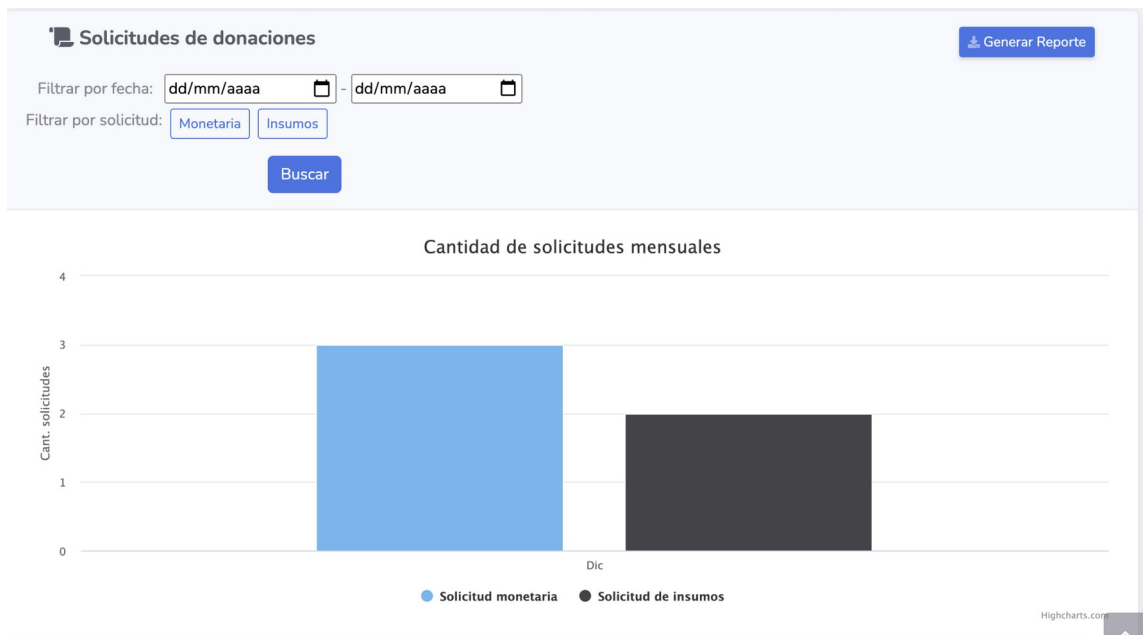 Solicitudes de donaciones
Generar Reporte
Filtrar por fecha: dd/mm/aaaa - dd/mm/aaaa
Filtrar por solicitud: Monetaria Insumos
Buscar
Cantidad de solicitudes mensuales
4
3
2
1
0
Cant. solicitudes
Dic
Solicitud monetaria Solicitud de insumos
Highcharts.com